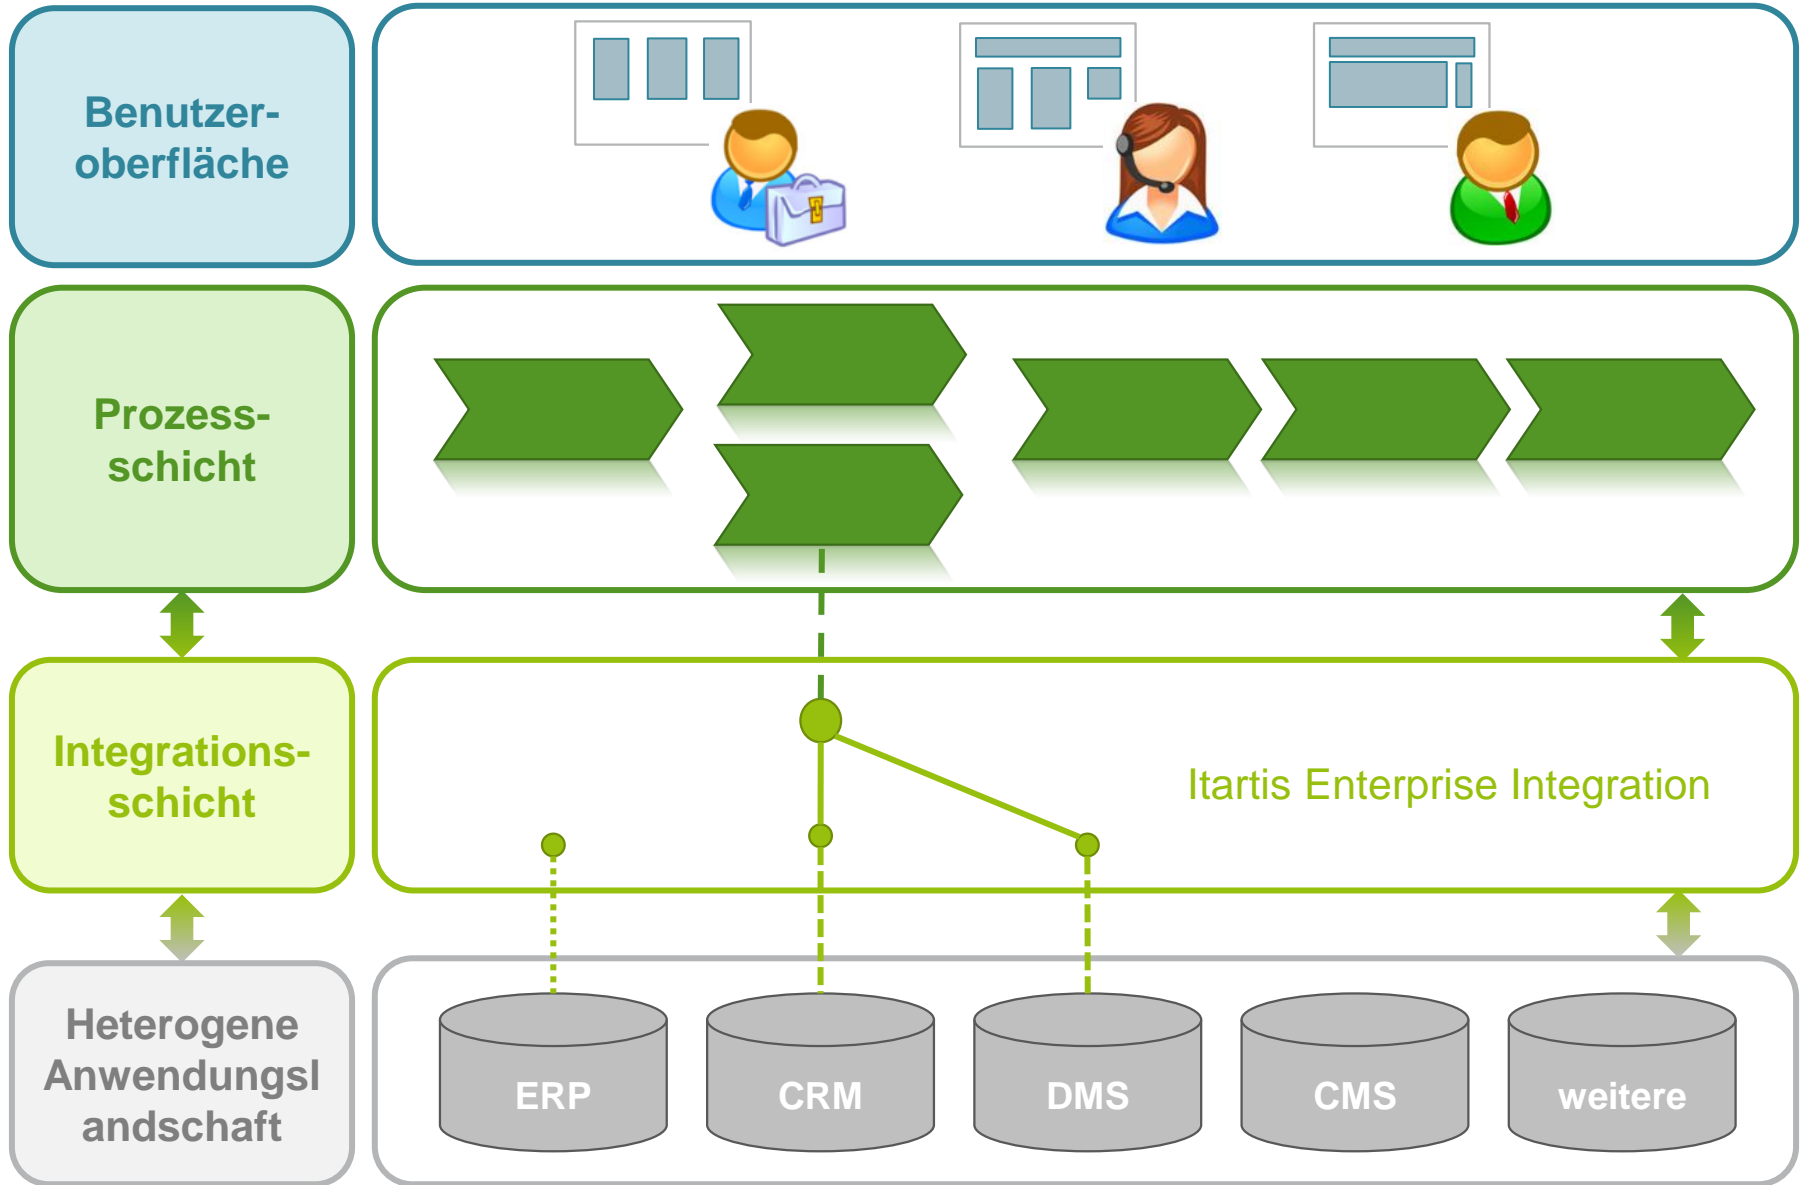 Benutzer-
oberfläche
Prozess-
schicht
Integrations-
schicht
Itartis Enterprise Integration
Heterogene
Anwendungsl
andschaft
ERP
CRM
DMS
CMS
weitere